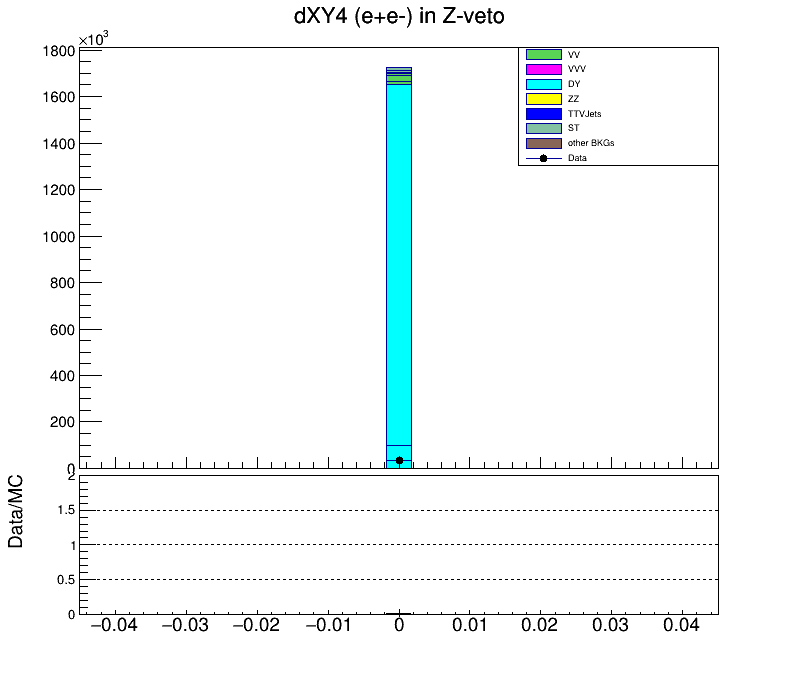 dXY4 (e+e-) in Z-veto
×10³
1800
1600
1400
1200
1000
800
600
400
200
0
VV
VVV
DY
ZZ
TTVJets
ST
other BKGs
Data
Data/MC
2
1.5
1
0.5
0
−0.04 −0.03 −0.02 −0.01 0 0.01 0.02 0.03 0.04